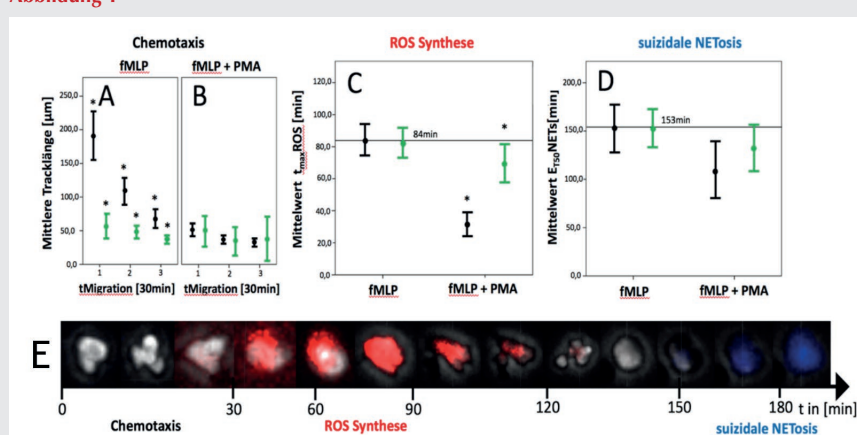 Chemotaxis
fMLP
fMLP + PMA
A
B
Mittlere Tracklänge [µm]
250,0
200,0
150,0
100,0
50,0
0,0
*
*
*
*
*
*
1 2 3
1 2 3
tMigration [30min]
tMigration [30min]
ROS Synthese
C
Mittelwert tmaxROS [min]
120,0
100,0
80,0
60,0
40,0
20,0
0,0
84min
*
*
fMLP
fMLP + PMA
suizidale NETosis
D
Mittelwert ET50NETs[min]
200,0
150,0
100,0
50,0
0,0
153min
fMLP
fMLP + PMA
E
0 30 60 90 120 150 180 t in [min]
Chemotaxis ROS Synthese suizidale NETosis